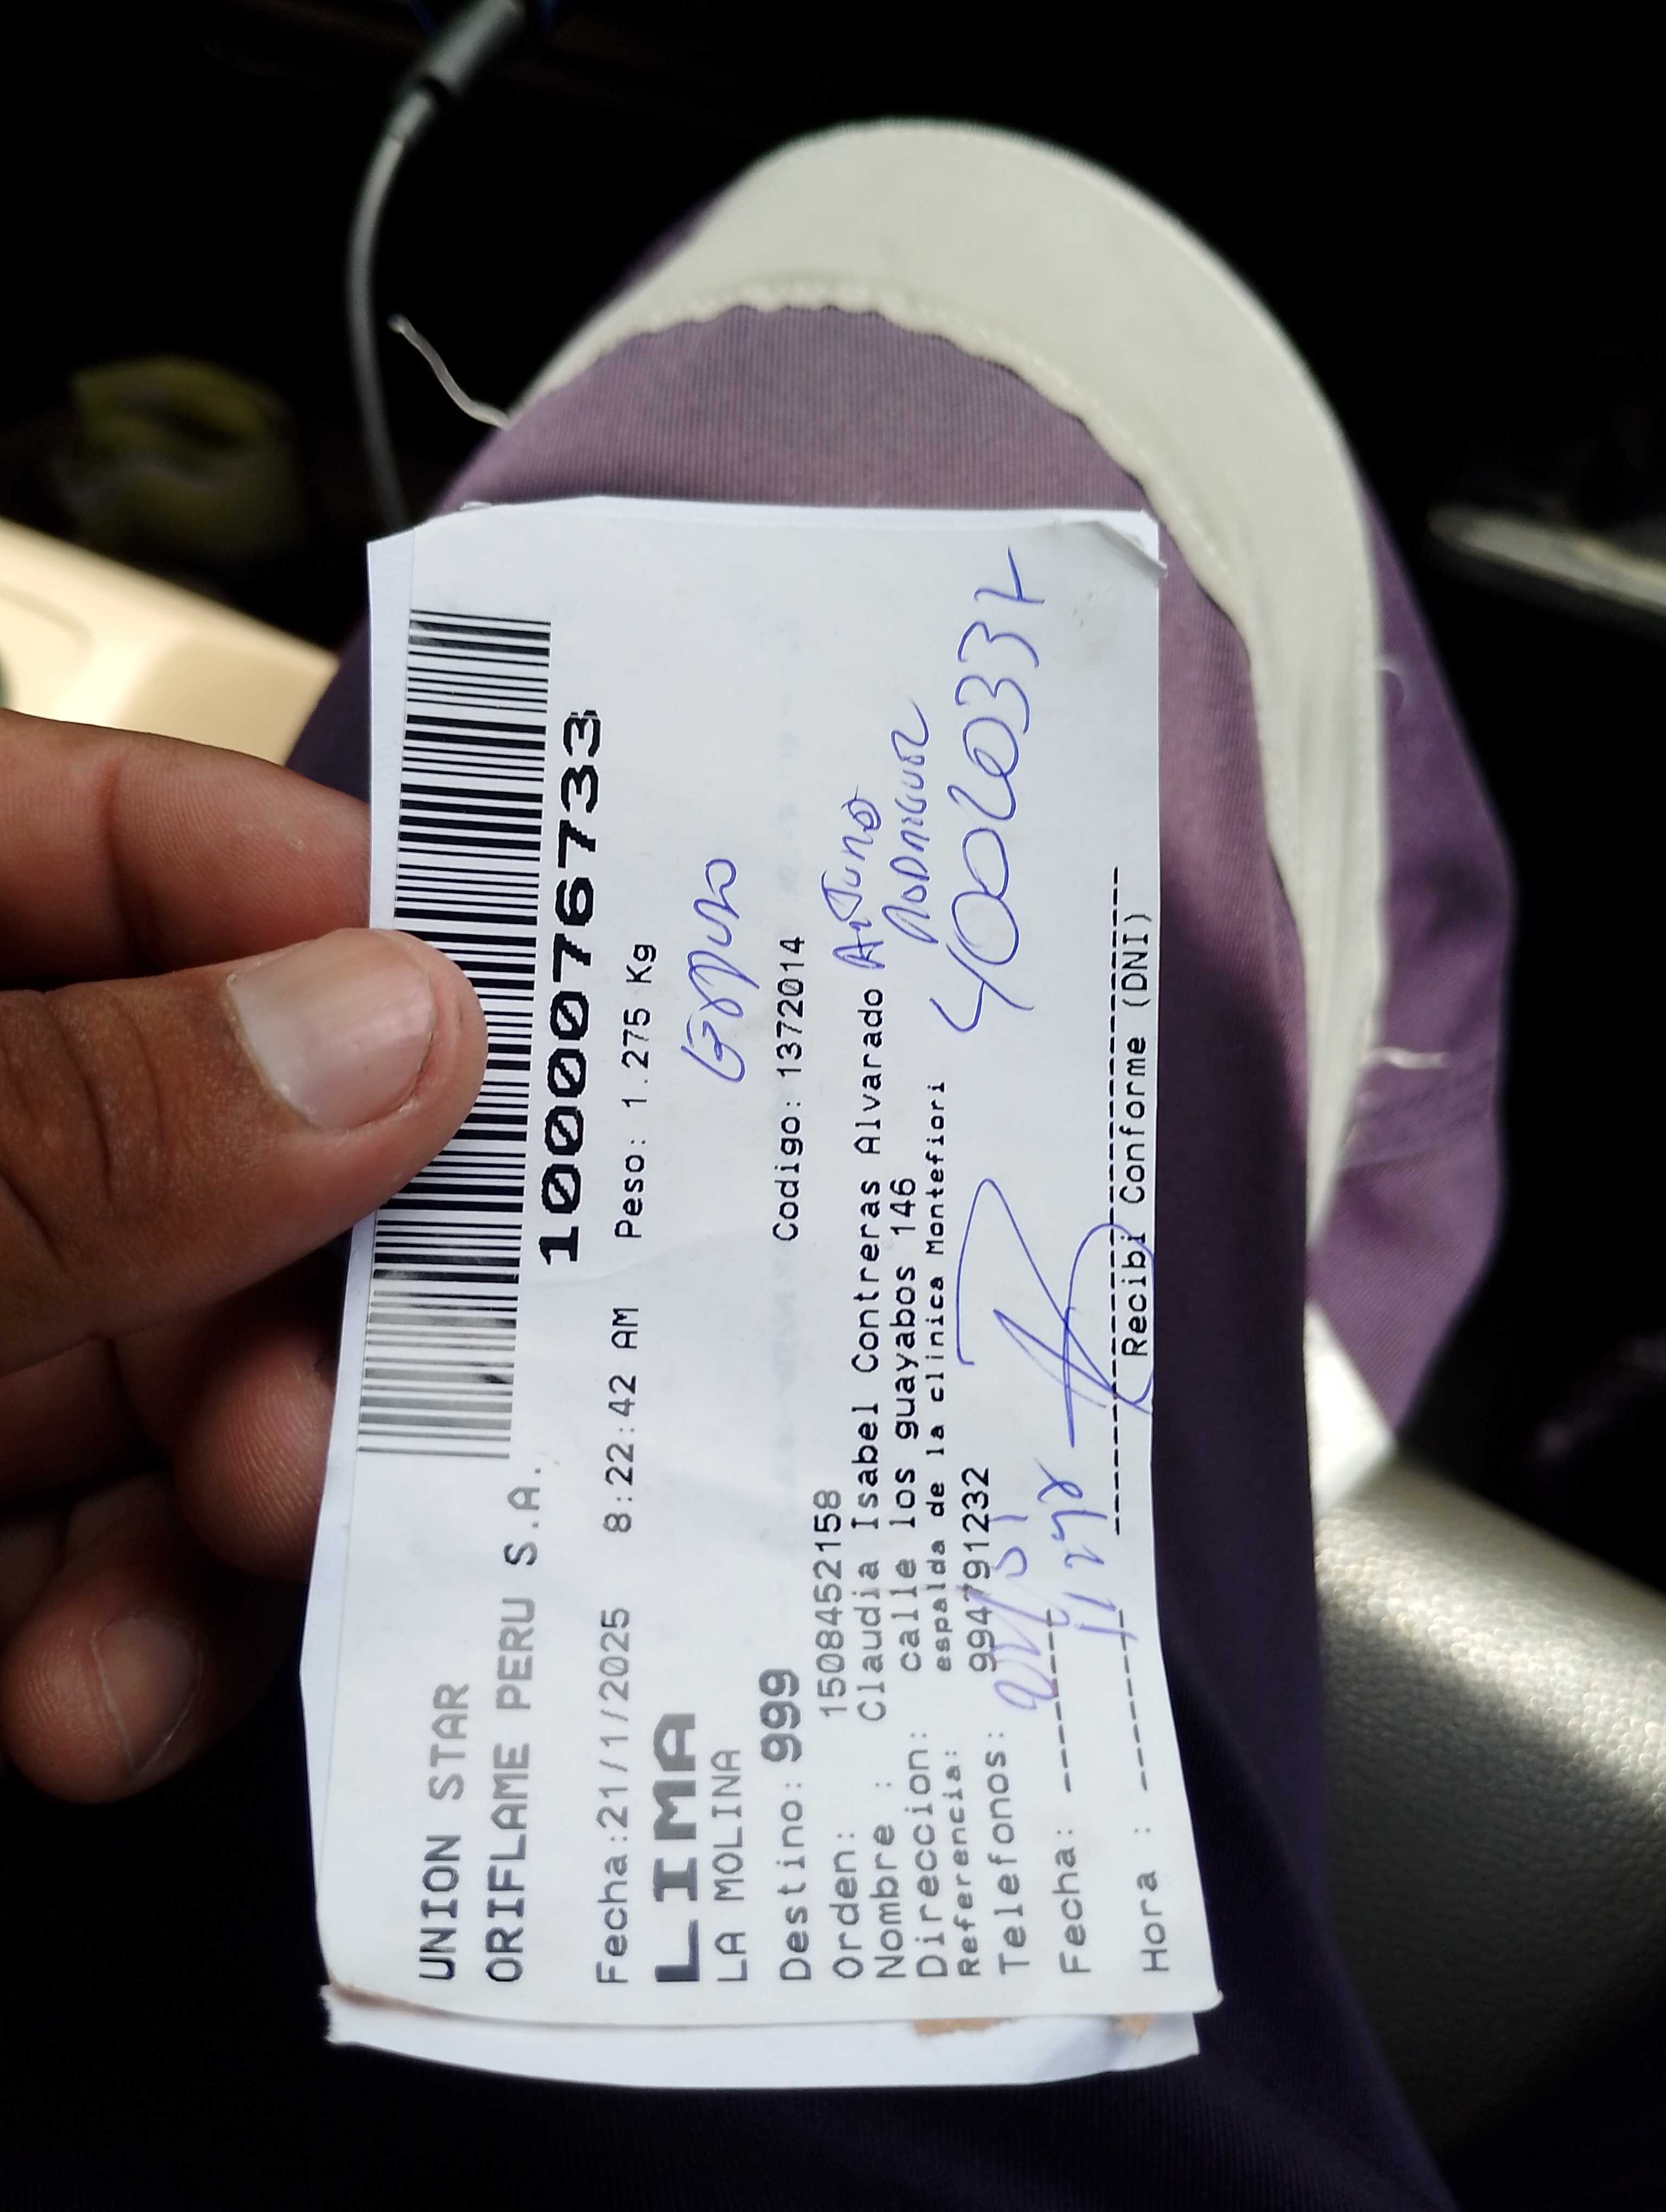 UNION STAR
ORIFLAME PERU S.A.
1000076733
Fecha:21/1/2025 8:22:42 AM Peso: 1.275 Kg
LIMA
LA MOLINA
Destino: 999 Codigo: 1372014
Orden: 1508452158
Nombre : Claudia Isabel Contreras Alvarado
Direccion: calle los guayabos 146
Referencia: espalda de la clinica Montefiori
Telefonos: 994791232
Fecha:
Hora :
Recibi Conforme (DNI)